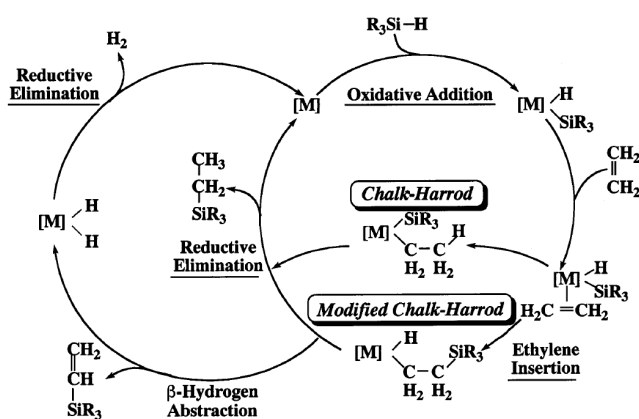 R₃Si–H
H₂
Reductive
Elimination
[M]
Oxidative Addition
[M]
H
SiR₃
CH₃
CH₂
SiR₃
CH₂
CH₂
Chalk-Harrod
[M]
H
H
SiR₃
[M]
H
C–C
H₂ H₂
Reductive
Elimination
[M]
H
SiR₃
H₂C=CH₂
Modified Chalk-Harrod
H
[M]
SiR₃
C–C
H₂ H₂
Ethylene
Insertion
CH₂
CH
SiR₃
β-Hydrogen
Abstraction